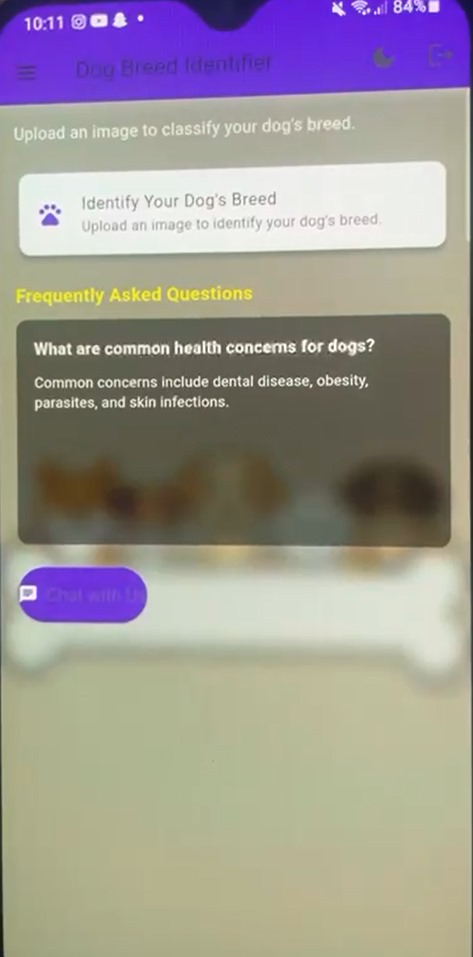 10:11
84%
Dog Breed Identifier
Upload an image to classify your dog's breed.
Identify Your Dog's Breed
Upload an image to identify your dog's breed.
Frequently Asked Questions
What are common health concerns for dogs?
Common concerns include dental disease, obesity,
parasites, and skin infections.
Chat with Us